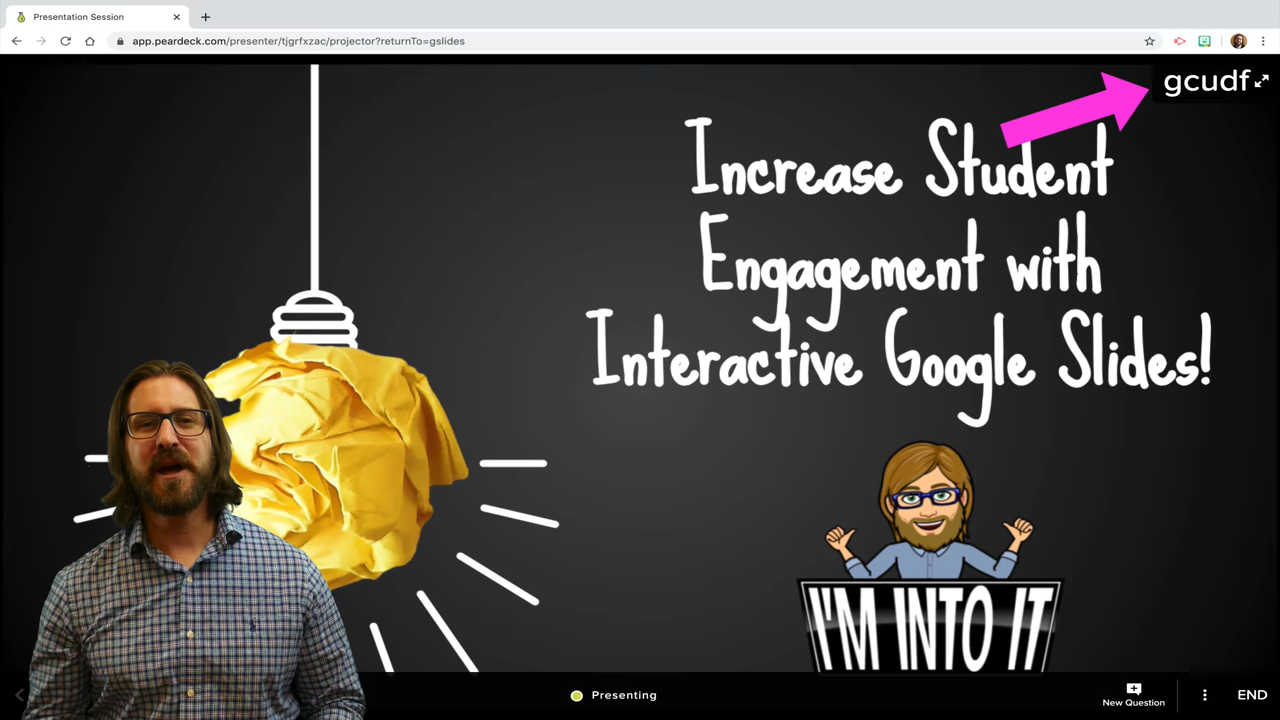 Presentation Session
app.peardeck.com/presenter/tjgrfxzac/projector?returnTo=gslides
gcudf
Increase Student
Engagement with
Interactive Google Slides!
I'M INTO IT
Presenting
New Question
END